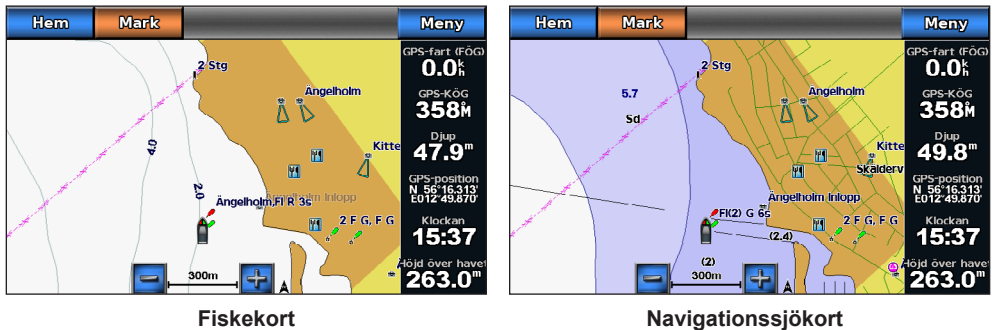 Hem Mark Meny
GPS-fart (FÖG)
0.0 k/h
GPS-KÖG
358°M
Djup
47.9m
GPS-position
N 56°16.313'
E012°49.870'
Klockan
15:37
Höjd över havet
263.0m
2 Stg
Ängelholm
Kitte
4.0
2.0
Ängelholm Inlopp
Ängelholm,Fl R 3s
2 F G, F G
300m
Fiskekort
Hem Mark Meny
GPS-fart (FÖG)
0.0 k/h
GPS-KÖG
358°M
Djup
49.8m
GPS-position
N 56°16.313'
E012°49.870'
Klockan
15:37
Höjd över havet
263.0m
2 Stg
5.7
Ängelholm
Sd
Kitte
Skälderv
Ängelholm Inlopp
Fl(2) G 6s
2 F G, F G
(2.4)
(2)
300m
Navigationssjökort